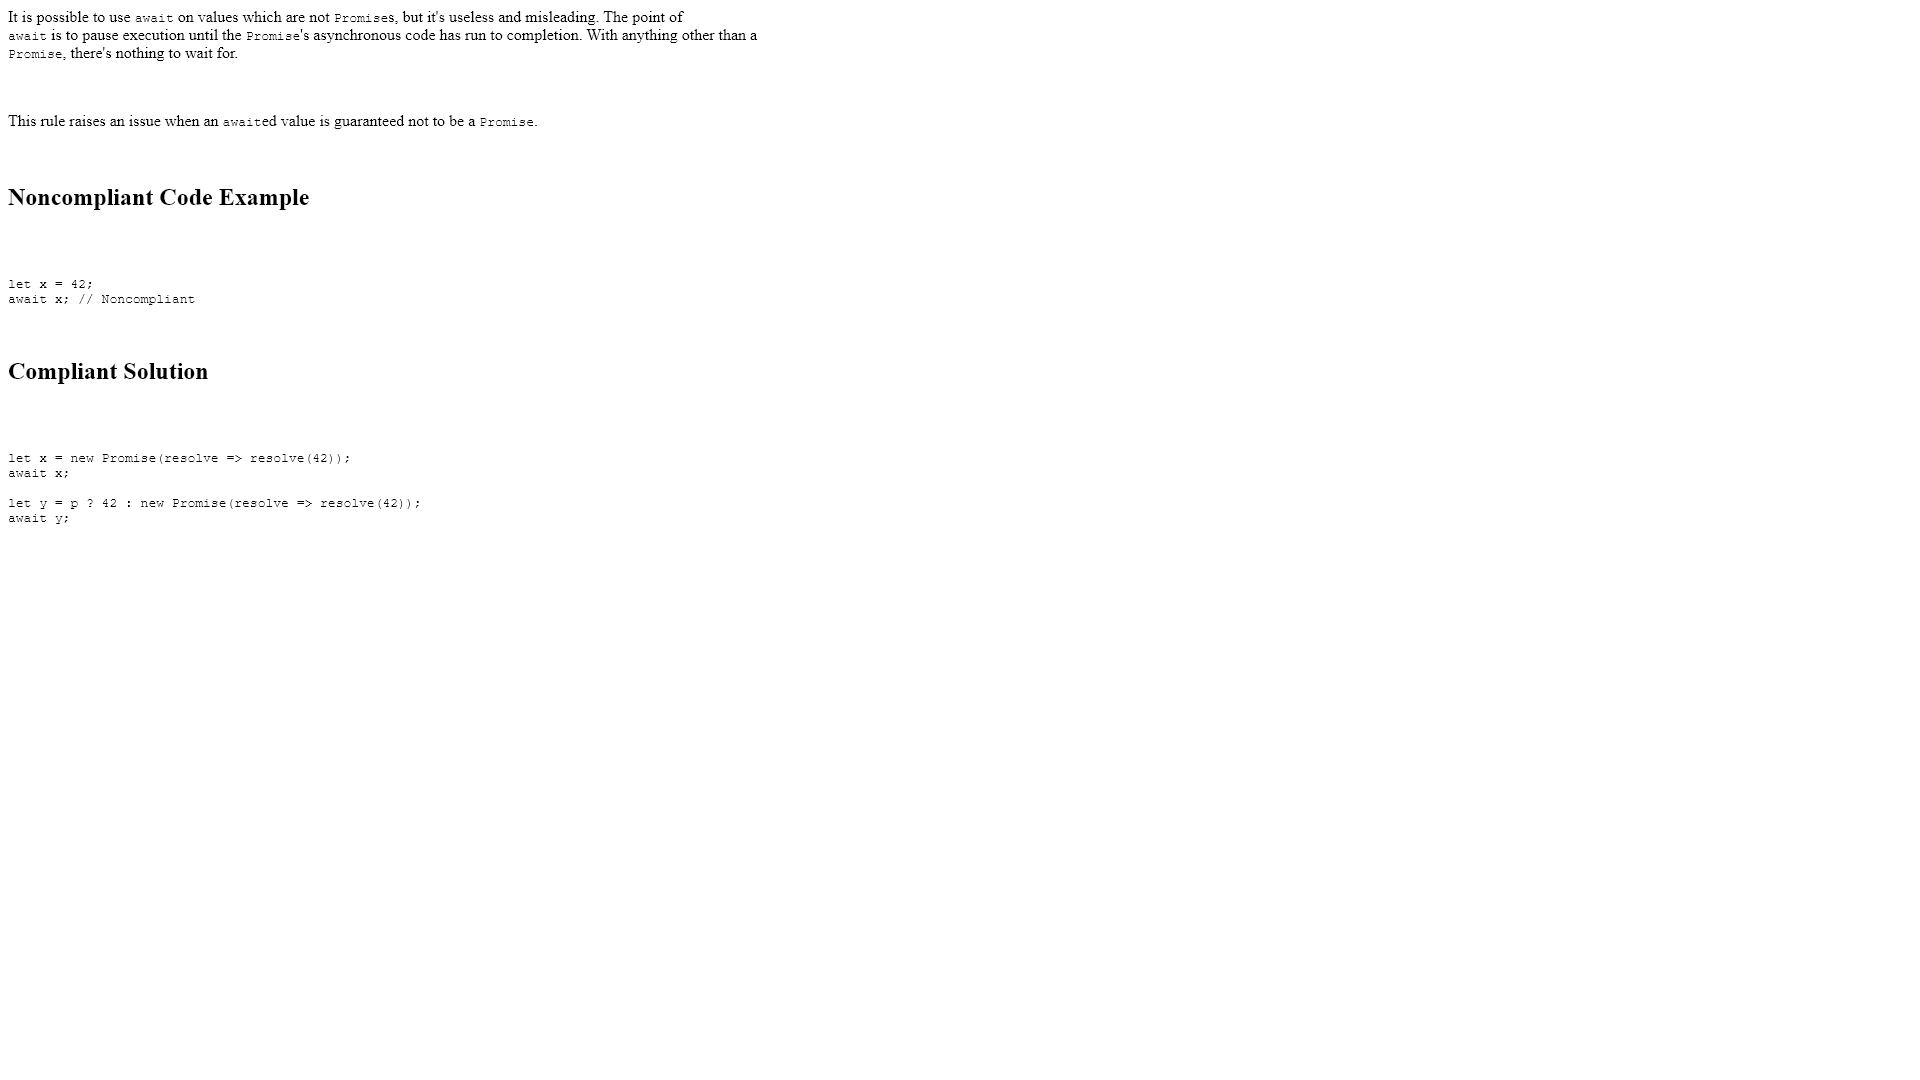 It is possible to use await on values which are not Promises, but it's useless and misleading. The point of
await is to pause execution until the Promise's asynchronous code has run to completion. With anything other than a
Promise, there's nothing to wait for.
This rule raises an issue when an awaited value is guaranteed not to be a Promise.
Noncompliant Code Example
let x = 42;
await x; // Noncompliant
Compliant Solution
let x = new Promise(resolve => resolve(42));
await x;
let y = p ? 42 : new Promise(resolve => resolve(42));
await y;